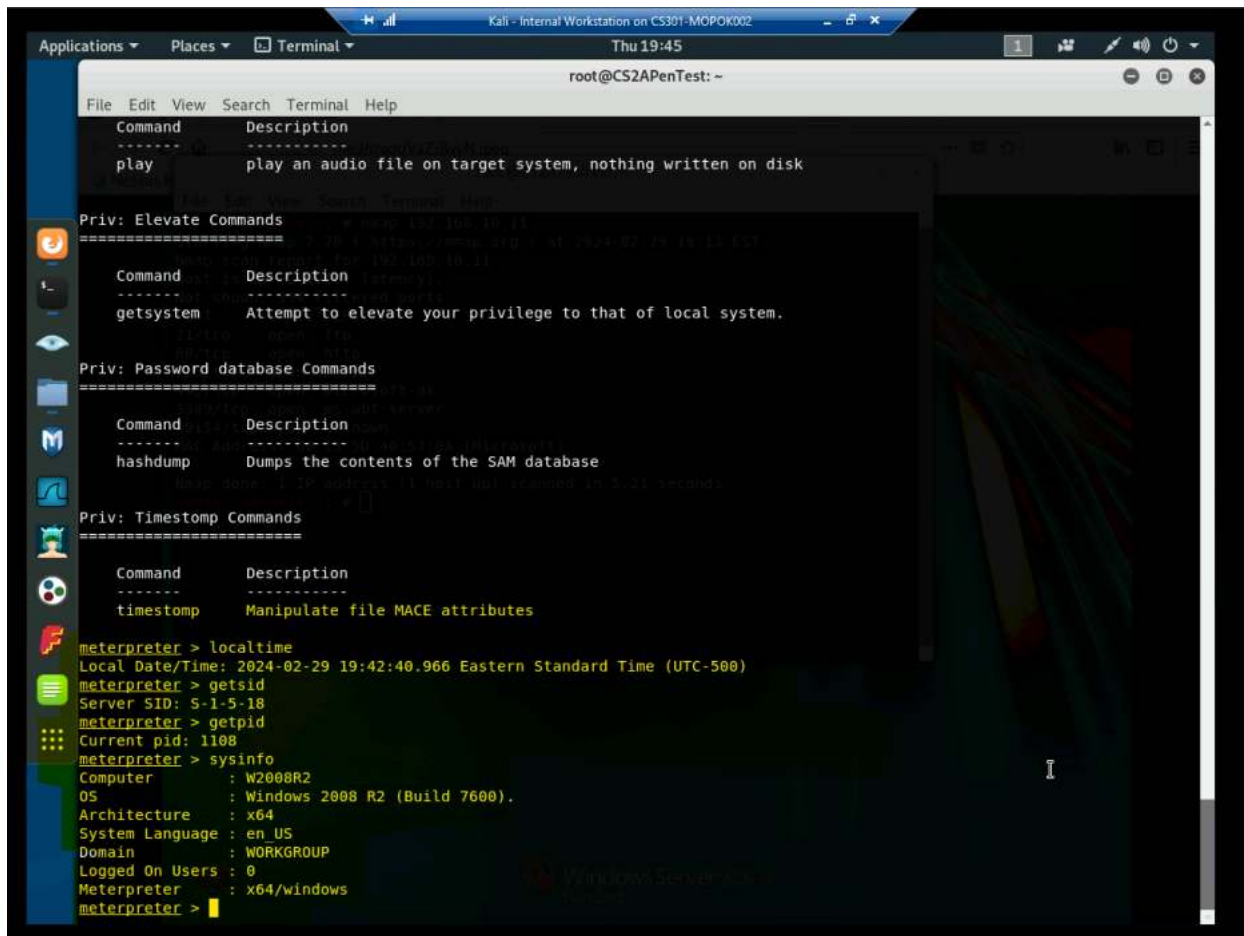 Kali - Internal Workstation on CS301-MOPOK002
Applications Places Terminal Thu 19:45 1
root@CS2APenTest: ~
File Edit View Search Terminal Help
Command Description
------- -----------
play play an audio file on target system, nothing written on disk
Priv: Elevate Commands
======================
Command Description
------- -----------
getsystem Attempt to elevate your privilege to that of local system.
Priv: Password database Commands
================================
Command Description
------- -----------
hashdump Dumps the contents of the SAM database
Priv: Timestomp Commands
========================
Command Description
------- -----------
timestomp Manipulate file MACE attributes
meterpreter > localtime
Local Date/Time: 2024-02-29 19:42:40.966 Eastern Standard Time (UTC-500)
meterpreter > getsid
Server SID: S-1-5-18
meterpreter > getpid
Current pid: 1108
meterpreter > sysinfo
Computer : W2008R2
OS : Windows 2008 R2 (Build 7600).
Architecture : x64
System Language : en_US
Domain : WORKGROUP
Logged On Users : 0
Meterpreter : x64/windows
meterpreter >